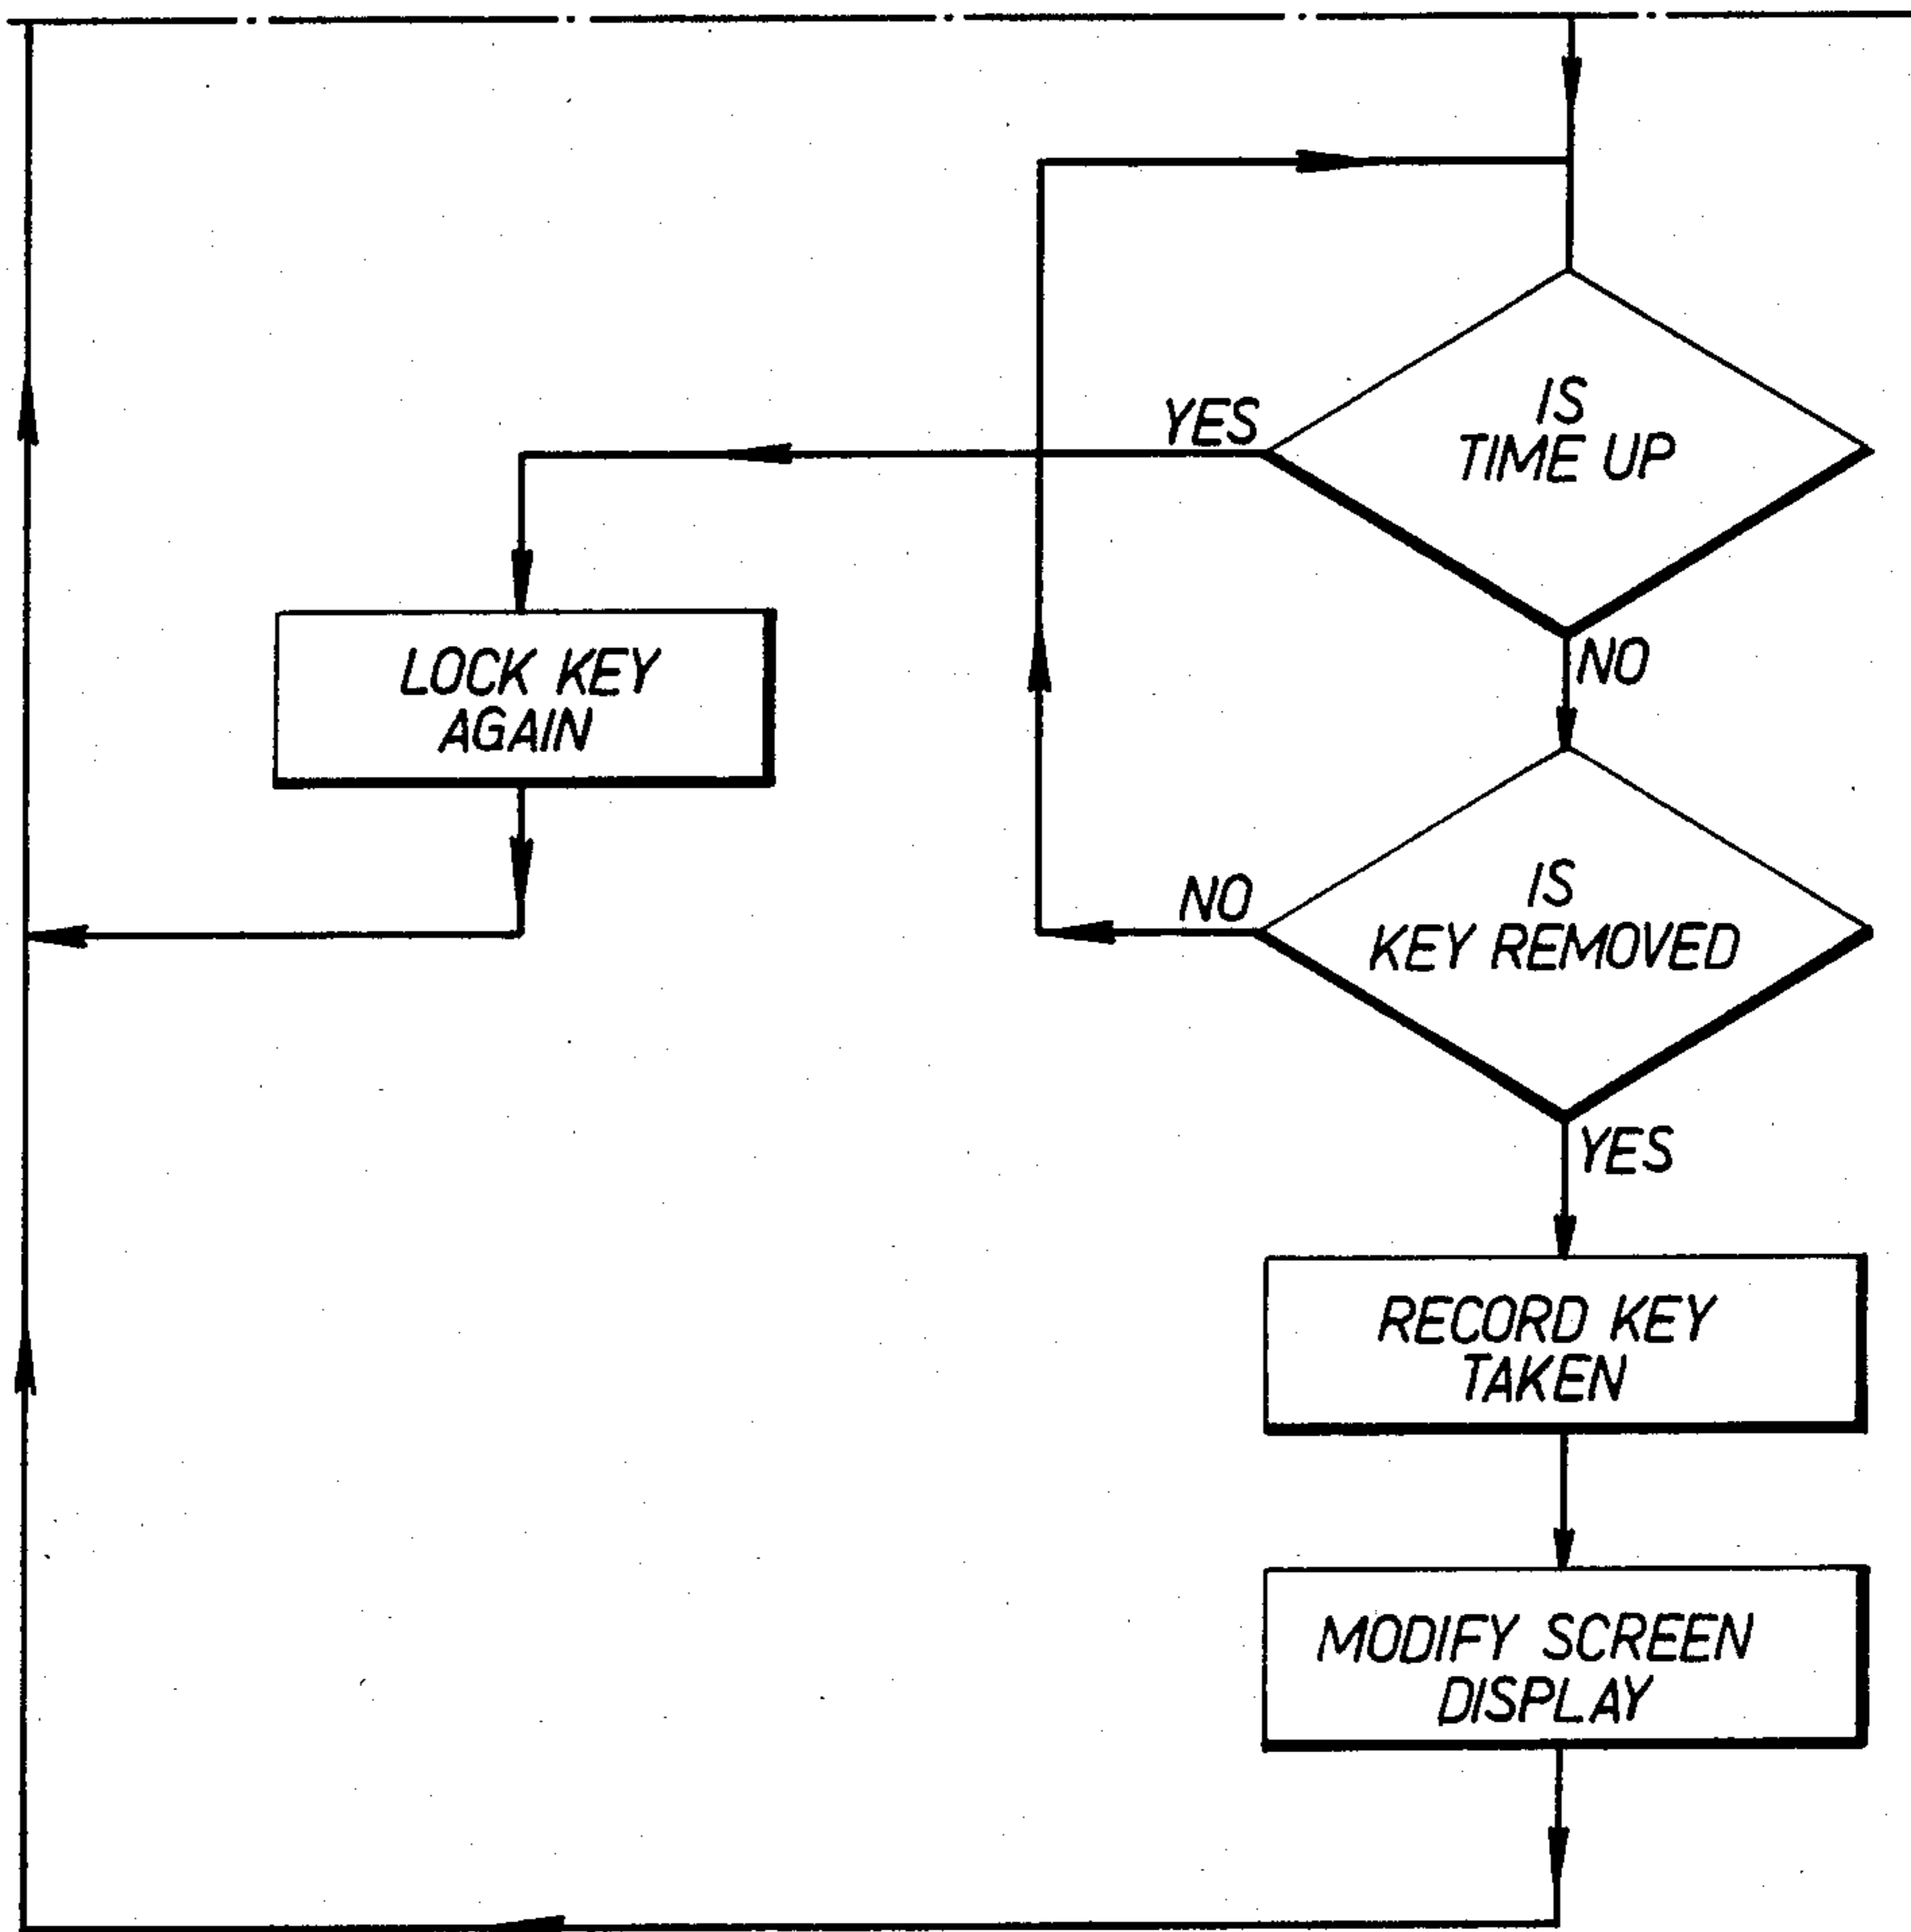 IS
TIME UP
YES
NO
LOCK KEY
AGAIN
IS
KEY REMOVED
NO
YES
RECORD KEY
TAKEN
MODIFY SCREEN
DISPLAY